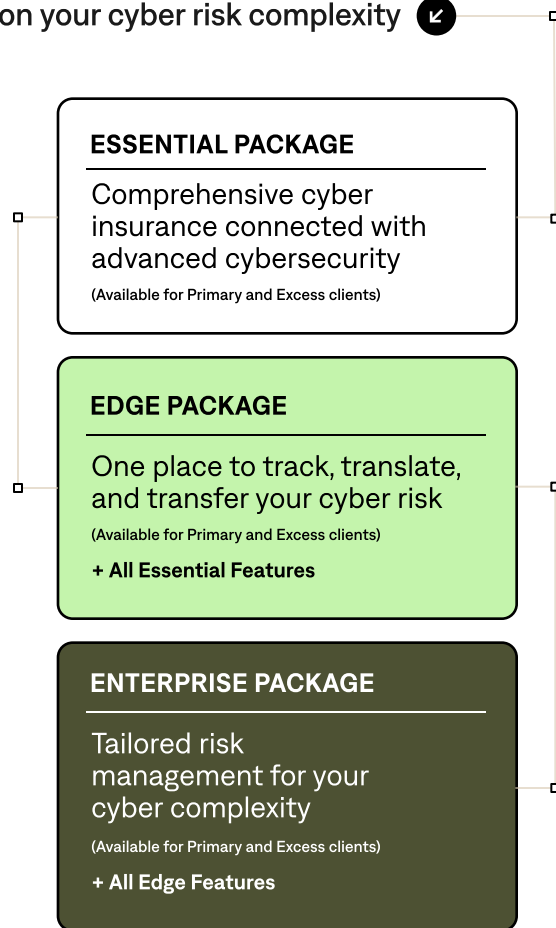 on your cyber risk complexity
ESSENTIAL PACKAGE
Comprehensive cyber
insurance connected with
advanced cybersecurity
(Available for Primary and Excess clients)
EDGE PACKAGE
One place to track, translate,
and transfer your cyber risk
(Available for Primary and Excess clients)
+ All Essential Features
ENTERPRISE PACKAGE
Tailored risk
management for your
cyber complexity
(Available for Primary and Excess clients)
+ All Edge Features